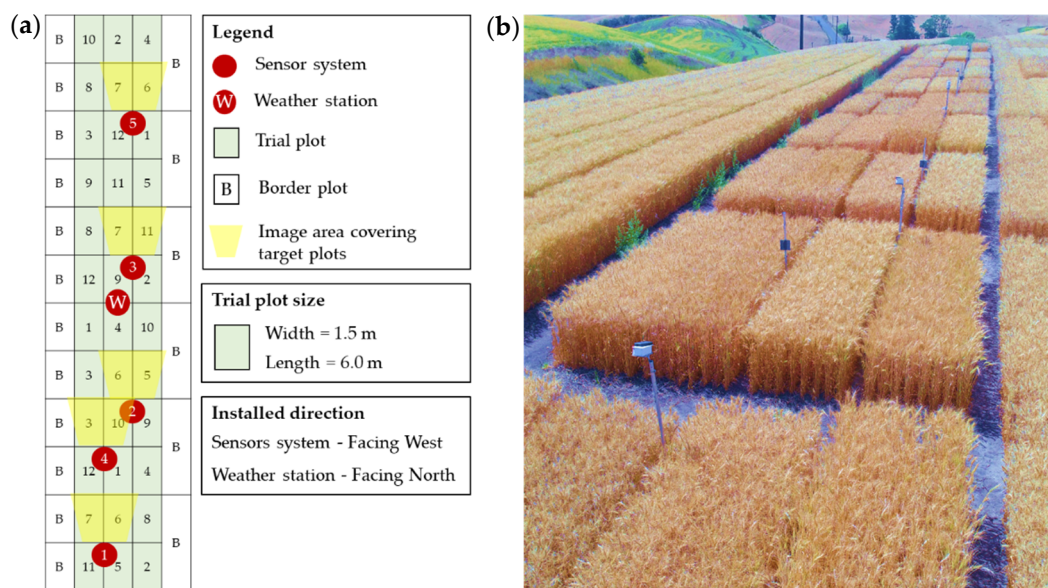 (a)
B 10 2 4
B
B 8 7 6
5
B 3 12 1
B
B 9 11 5
B 8 7 11
B
3
B 12 9 2
W
B 1 4 10
B
B 3 6 5
2
B 3 10 9
B
4
B 12 1 4
B 7 6 8
B
1
B 11 5 2
Legend
Sensor system
W Weather station
Trial plot
B Border plot
Image area covering
target plots
Trial plot size
Width = 1.5 m
Length = 6.0 m
Installed direction
Sensors system - Facing West
Weather station - Facing North
(b)